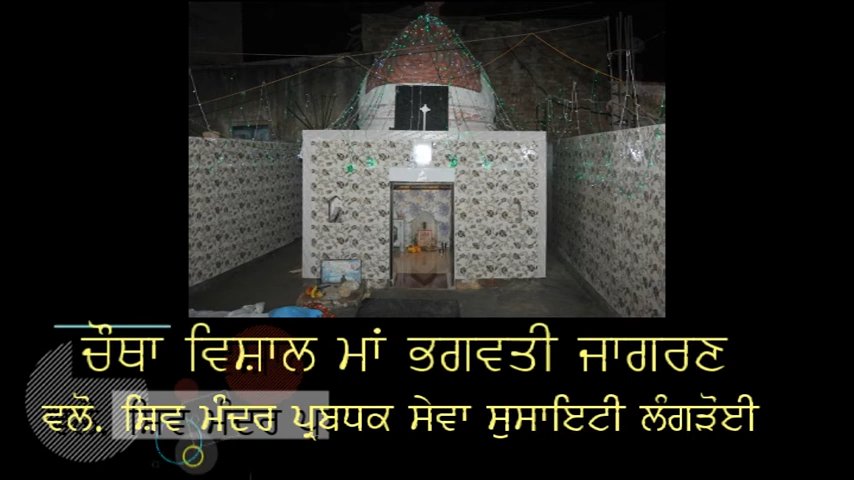 ਚੌਥਾ ਵਿਸ਼ਾਲ ਮਾਂ ਭਗਵਤੀ ਜਾਗਰਣ
ਵਲੋ. ਸ਼ਿਵ ਮੰਦਰ ਪ੍ਰਬਧਕ ਸੇਵਾ ਸੁਸਾਇਟੀ ਲੰਗੜੋਈ